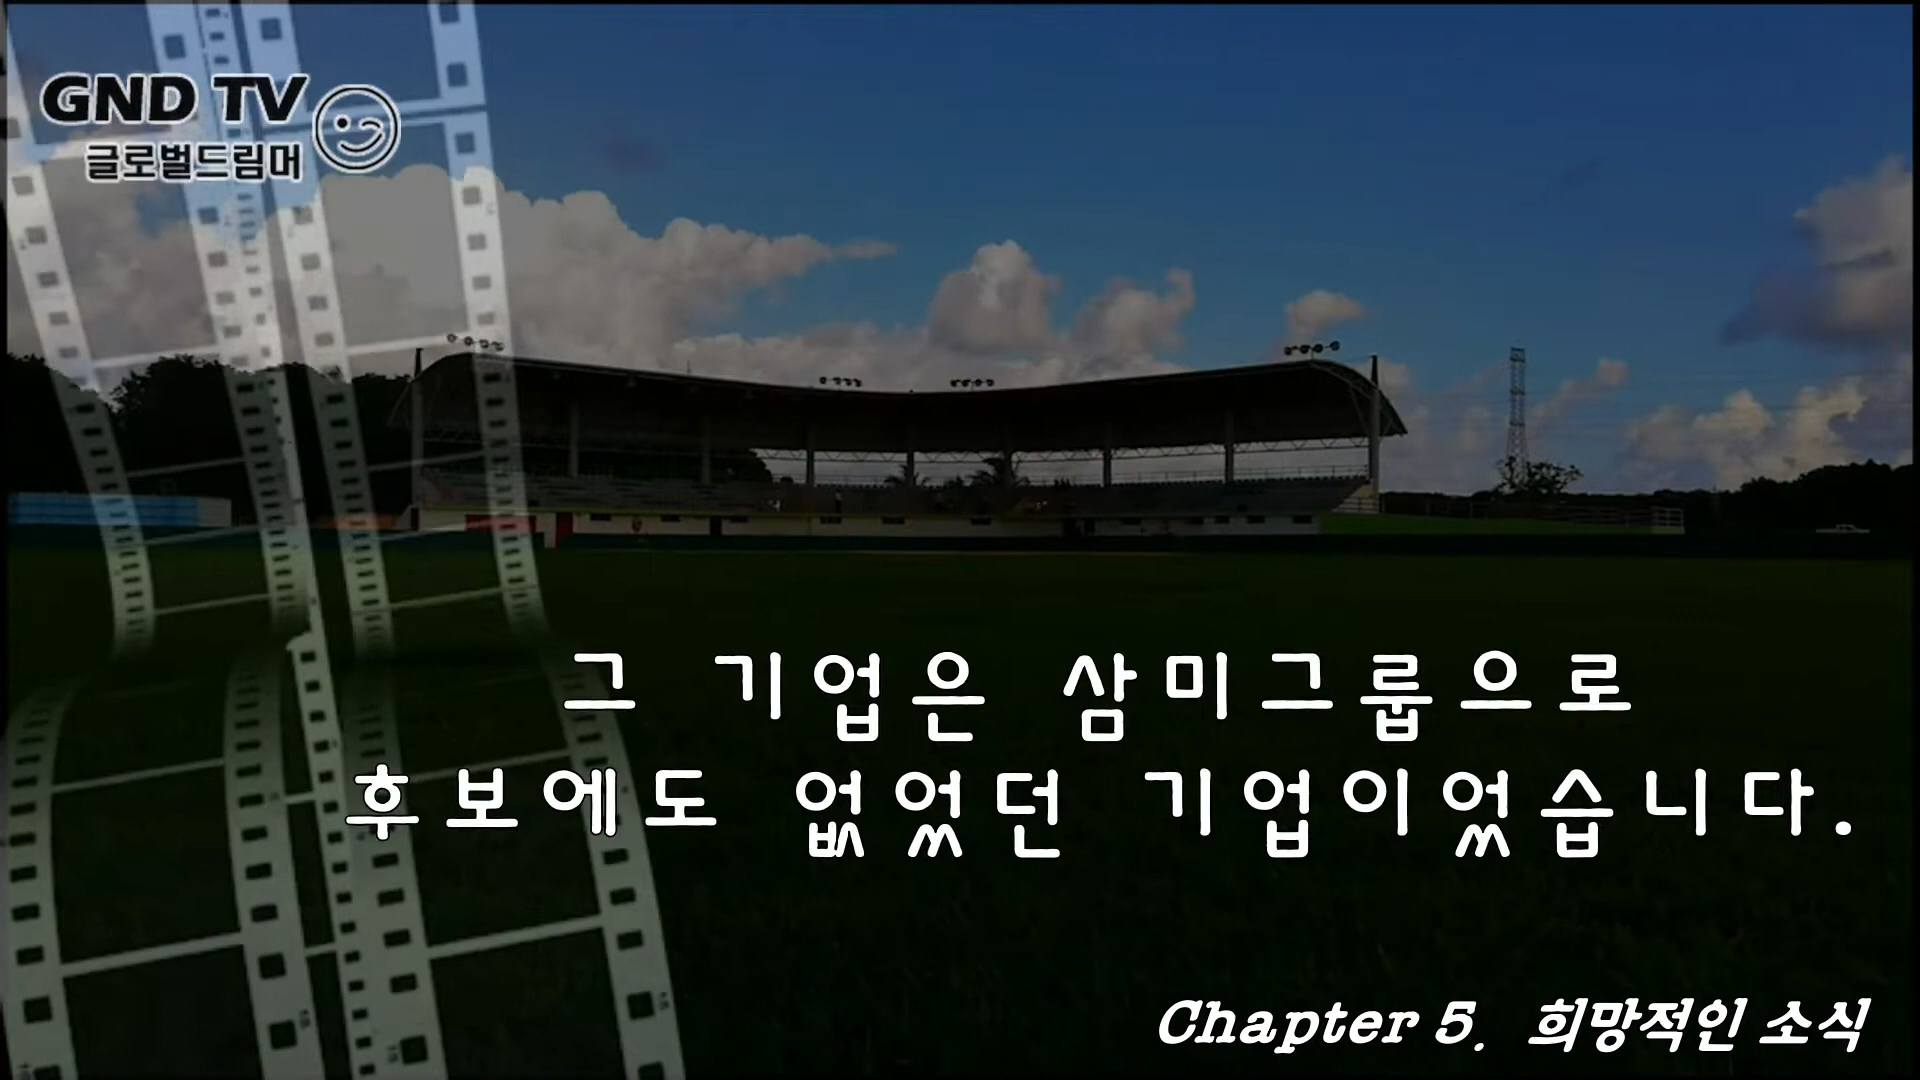 GND TV
글로벌드림머
그 기업은 삼미그룹으로
후보에도 없었던 기업이었습니다.
Chapter 5. 희망적인 소식